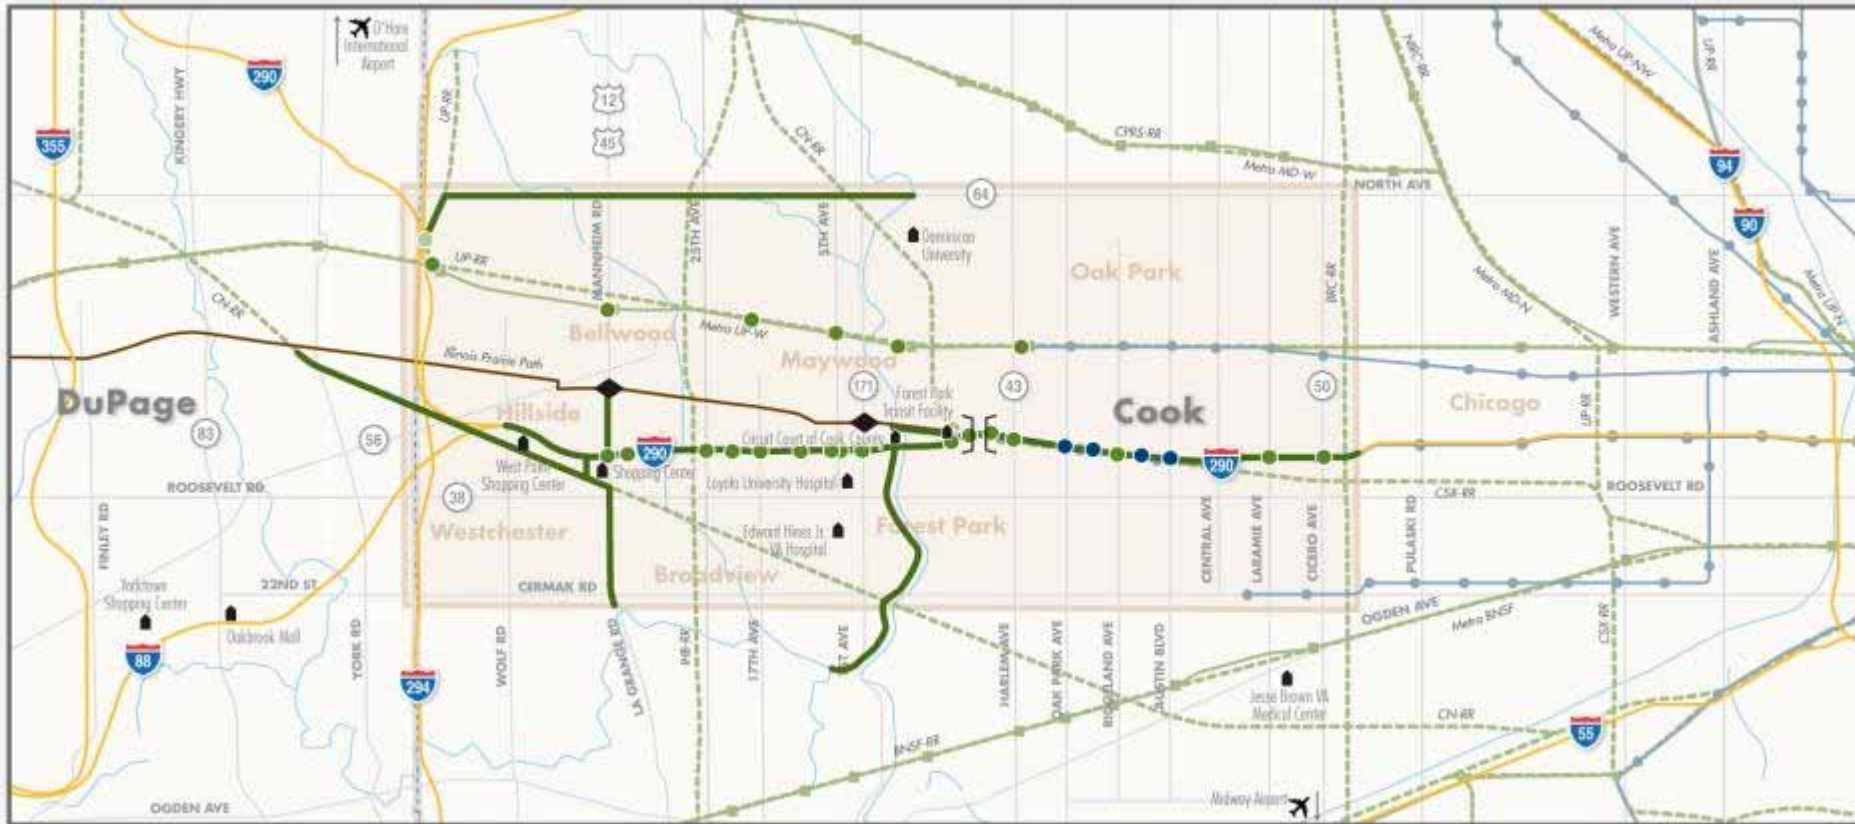 O'Hare
International
Airport
290
355
KINGERY HWY
UP-RR
12
45
CN-RR
CPRS-RR
Metra MD-W
NIRC-RR
Metra UP-NW
UP-RR
94
90
NORTH AVE
64
MANNHEIM RD
25TH AVE
5TH AVE
Dominican
University
Oak Park
BRC-RR
Metra MD-N
WESTERN AVE
ASHLAND AVE
Metra UP-N
UP-RR
CN-RR
Bellwood
Metra UP-W
Maywood
Illinois Prairie Path
DuPage
83
56
Hillside
171
43
50
Forest Park
Transit Facility
Cook
Chicago
UP-RR
Circuit Court of Cook County
290
290
West Point
Shopping Center
Shopping Center
Loyola University Hospital
ROOSEVELT RD
38
CSX-RR
ROOSEVELT RD
Westchester
Edward Hines Jr.
VA Hospital
Forest Park
FINLEY RD
CENTRAL AVE
LARAMIE AVE
CICERO AVE
PULASKI RD
Broadview
22ND ST
CERMAK RD
Yorktown
Shopping Center
Oakbrook Mall
OGDEN AVE
Metra BNSF
CSX-RR
88
YORK RD
294
WOLF RD
LA GRANGE RD
IHB-RR
17TH AVE
1ST AVE
HARLEM AVE
OAK PARK AVE
RIDGELAND AVE
AUSTIN BLVD
Jesse Brown VA
Medical Center
CN-RR
55
BNSF-RR
OGDEN AVE
Midway Airport